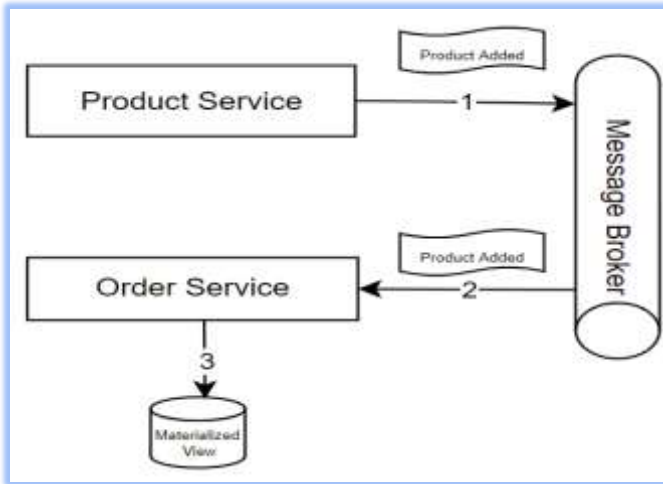 Product Added
Product Service
1
Message Broker
Product Added
Order Service
2
3
Materialized
View